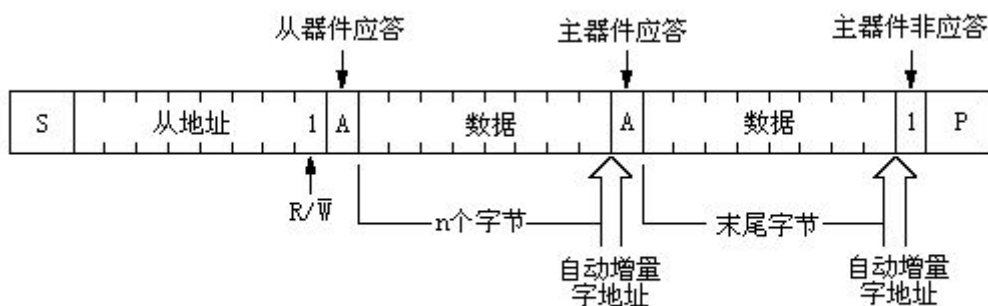 从器件应答 主器件应答 主器件非应答
S 从地址 1 A 数据 A 数据 1 P
R/W̅
n个字节 末尾字节
自动增量 自动增量
字地址 字地址